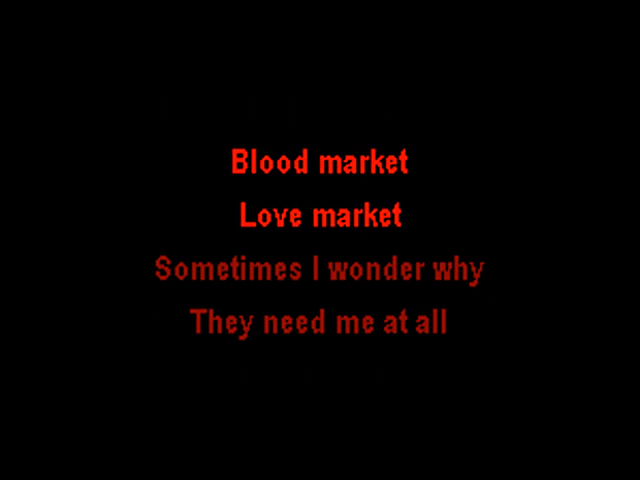 Blood market
Love market
Sometimes I wonder why
They need me at all